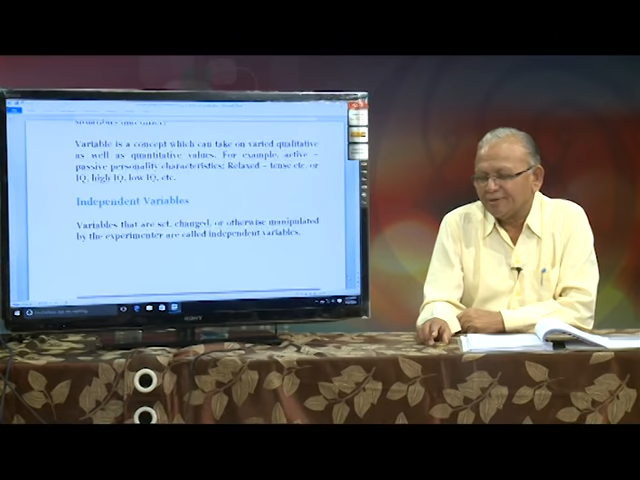 Variable is a concept which can take on varied qualitative
as well as quantitative values. For example, active –
passive personality characteristics; Relaxed – tense etc. or
IQ, high IQ, low IQ, etc.
Independent Variables
Variables that are set, changed, or otherwise manipulated
by the experimenter are called independent variables.
SONY